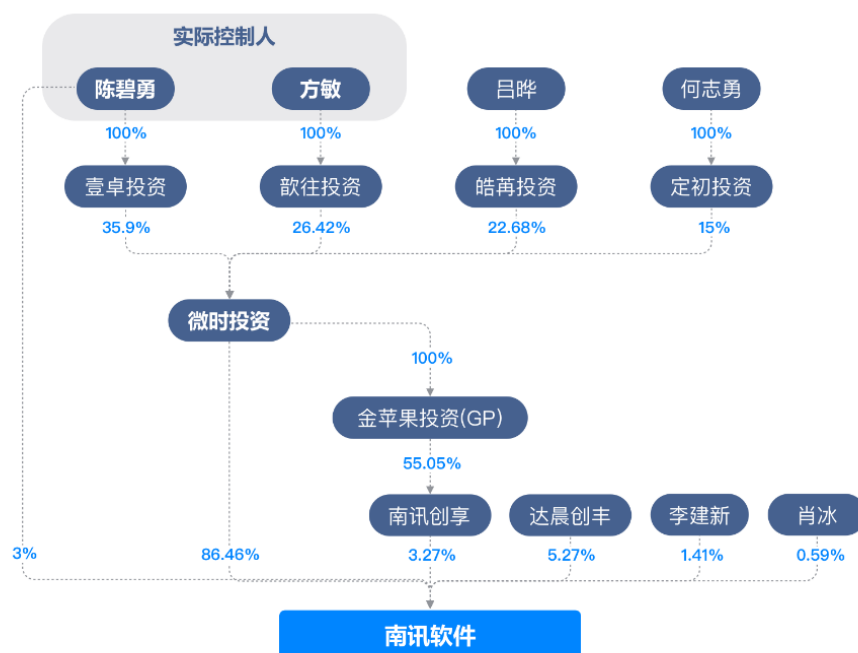 实际控制人
陈碧勇 方敏 吕晔 何志勇
100% 100% 100% 100%
壹卓投资 歆往投资 皓苒投资 定初投资
35.9% 26.42% 22.68% 15%
微时投资
100%
金苹果投资(GP)
55.05%
南讯创享 达晨创丰 李建新 肖冰
3% 86.46% 3.27% 5.27% 1.41% 0.59%
南讯软件